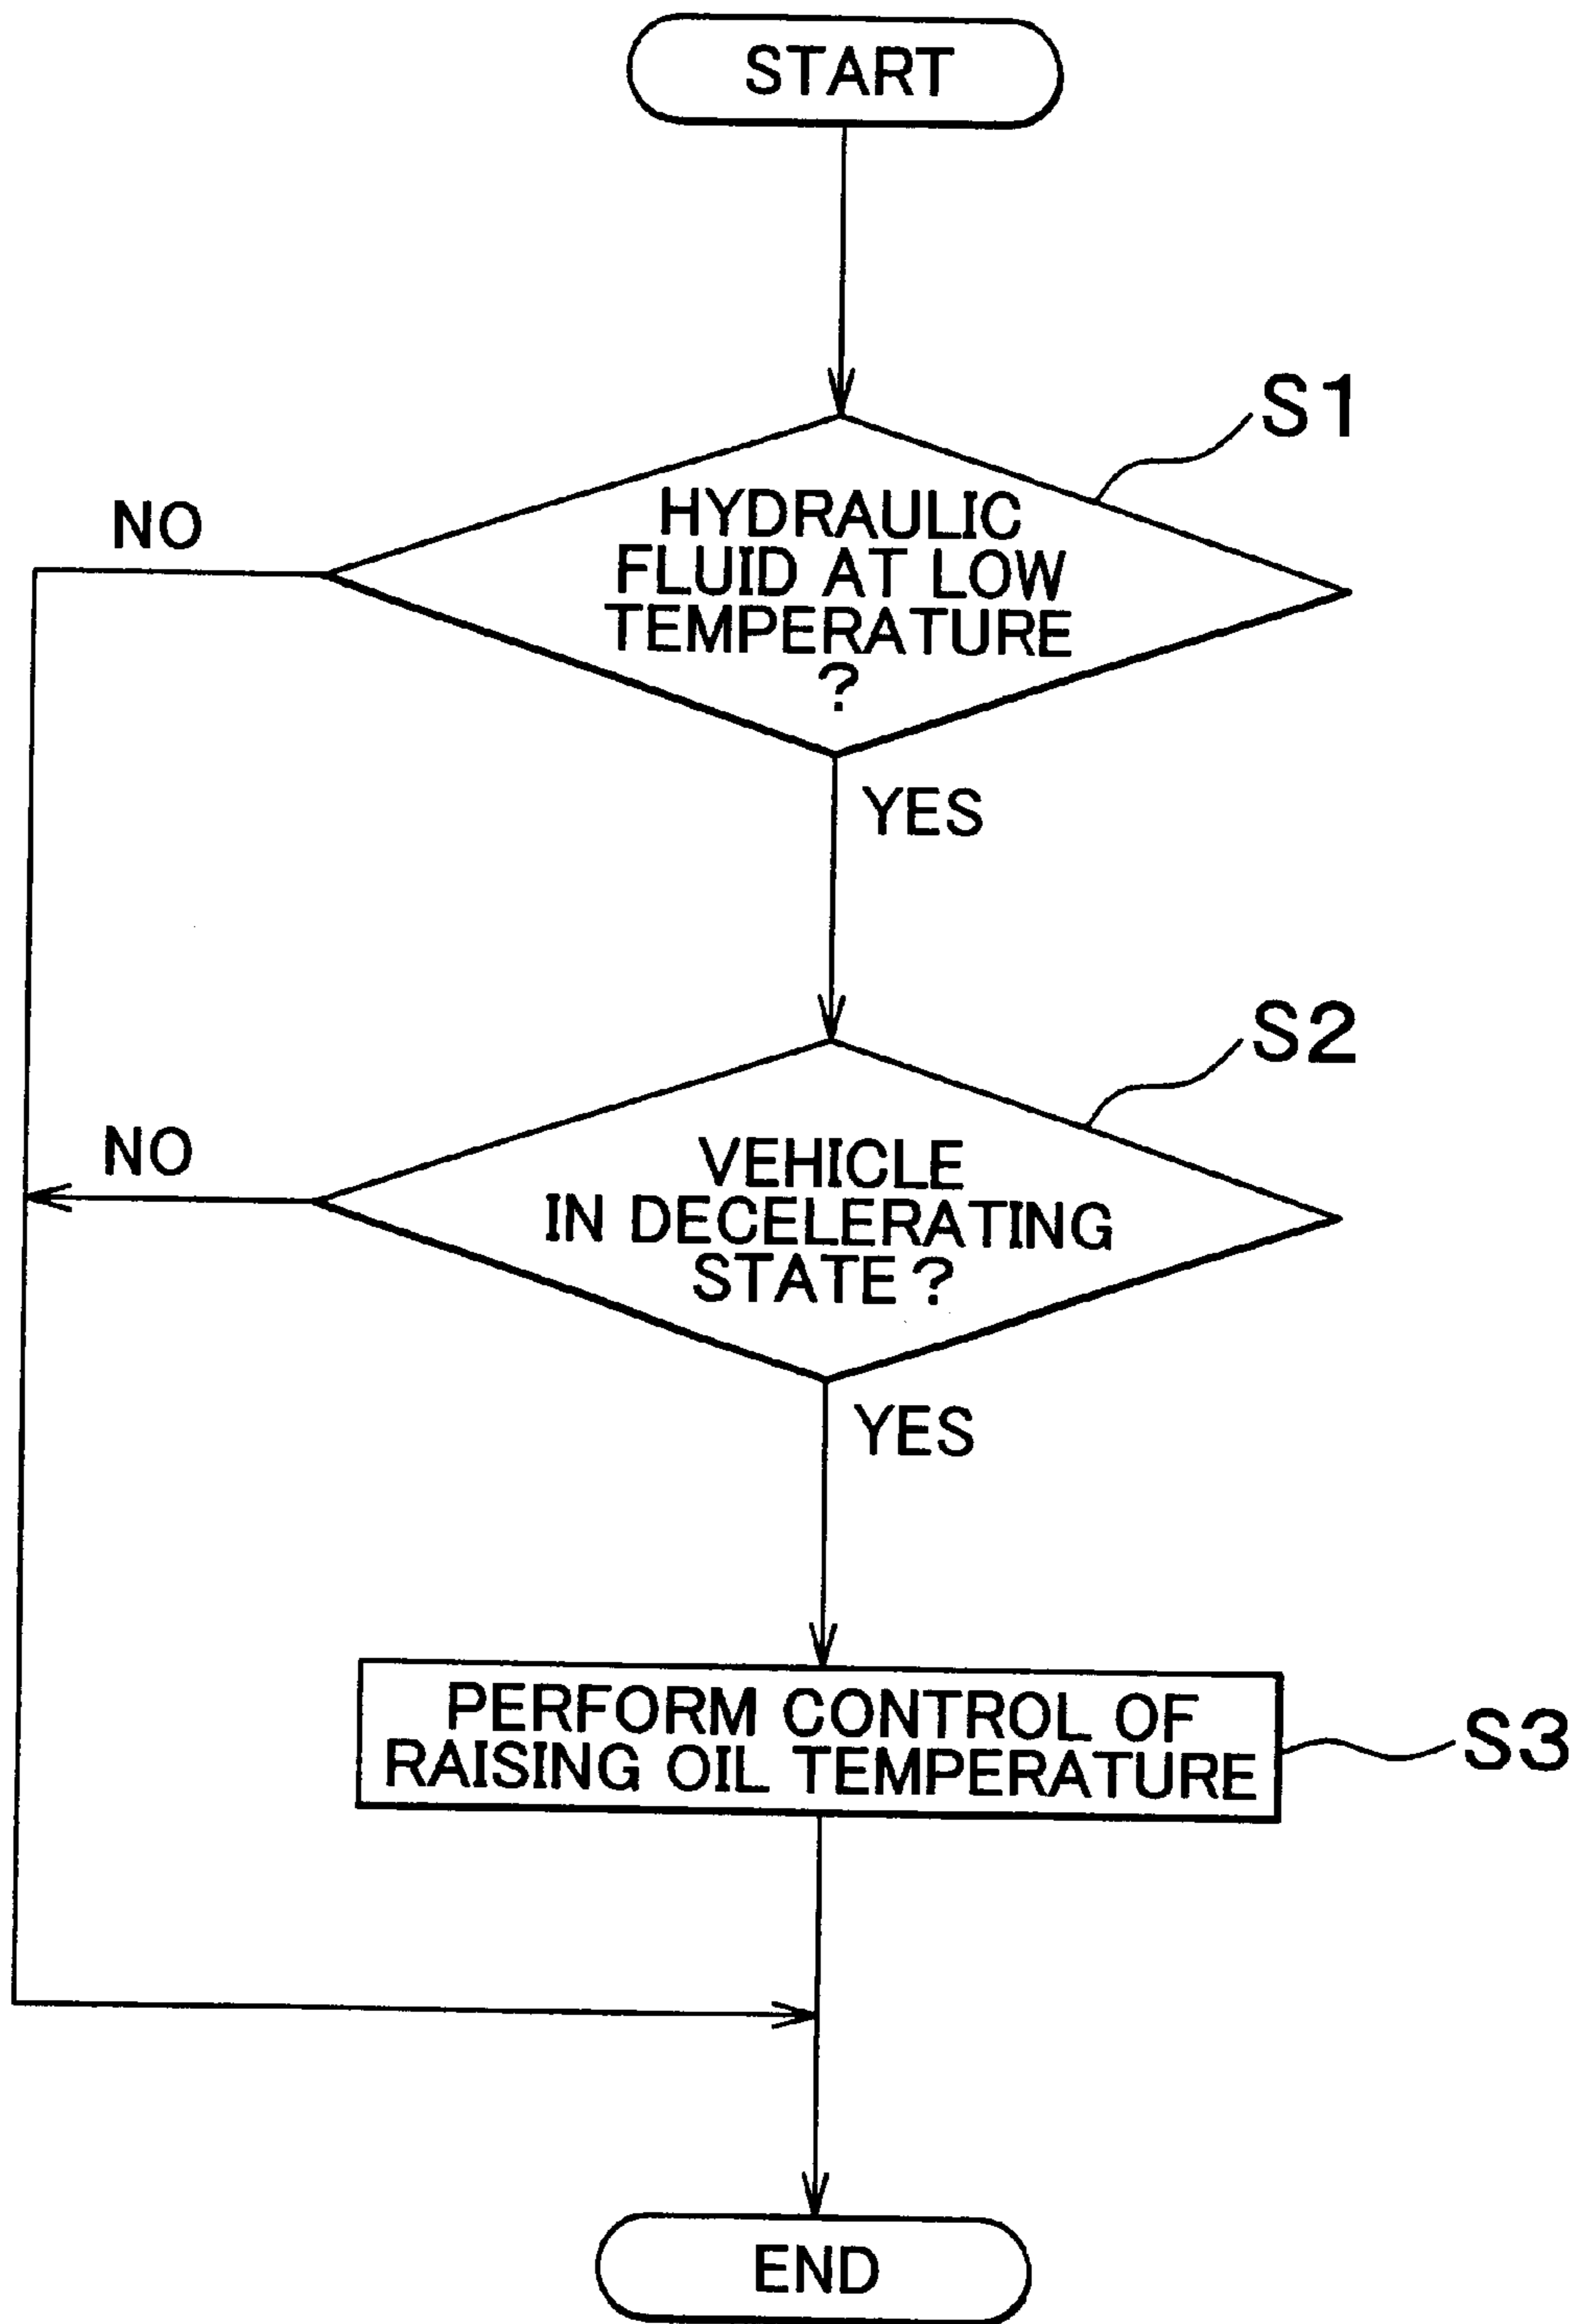 START
S1
NO
HYDRAULIC
FLUID AT LOW
TEMPERATURE
?
YES
S2
NO
VEHICLE
IN DECELERATING
STATE?
YES
PERFORM CONTROL OF
RAISING OIL TEMPERATURE
S3
END